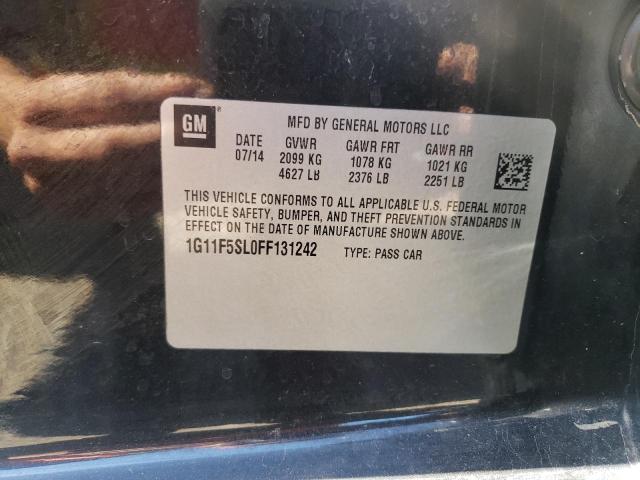 GM®
MFD BY GENERAL MOTORS LLC
DATE GVWR GAWR FRT GAWR RR
07/14 2099 KG 1078 KG 1021 KG
4627 LB 2376 LB 2251 LB
THIS VEHICLE CONFORMS TO ALL APPLICABLE U.S. FEDERAL MOTOR
VEHICLE SAFETY, BUMPER, AND THEFT PREVENTION STANDARDS IN
EFFECT ON THE DATE OF MANUFACTURE SHOWN ABOVE.
1G11F5SL0FF131242 TYPE: PASS CAR